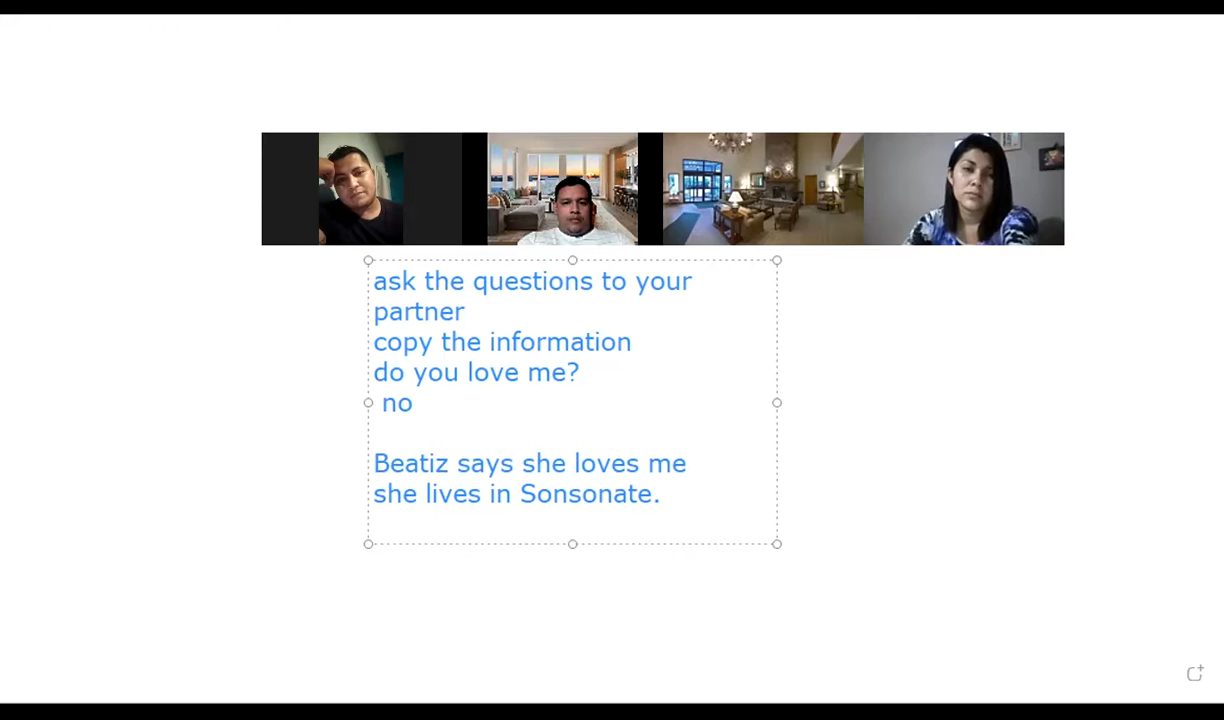 ask the questions to your
partner
copy the information
do you love me?
no
Beatiz says she loves me
she lives in Sonsonate.